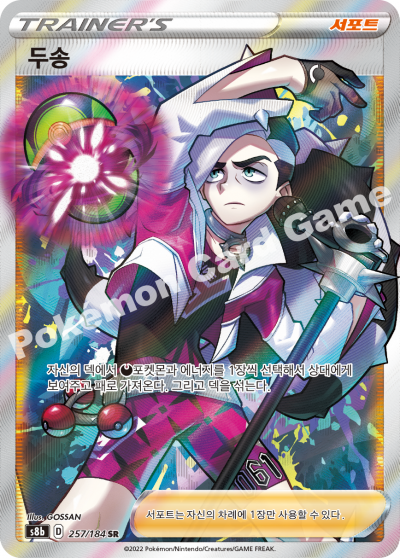 TRAINER'S
서포트
두송
Pokémon Card Game
자신의 덱에서 포켓몬과 에너지를 1장씩 선택해서 상대에게
보여주고 패로 가져온다. 그리고 덱을 섞는다.
061
Illus. GOSSAN
s8b D 257/184 SR
서포트는 자신의 차례에 1장만 사용할 수 있다.
©2022 Pokémon/Nintendo/Creatures/GAME FREAK.